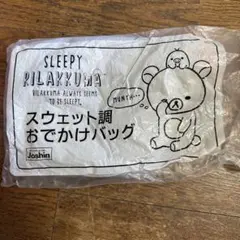 SLEEPY
RILAKKUMA
RILAKKUMA ALWAYS SEEMS
TO BE SLEEPY.
MUNYA...
スウェット調
おでかけバッグ
Joshin